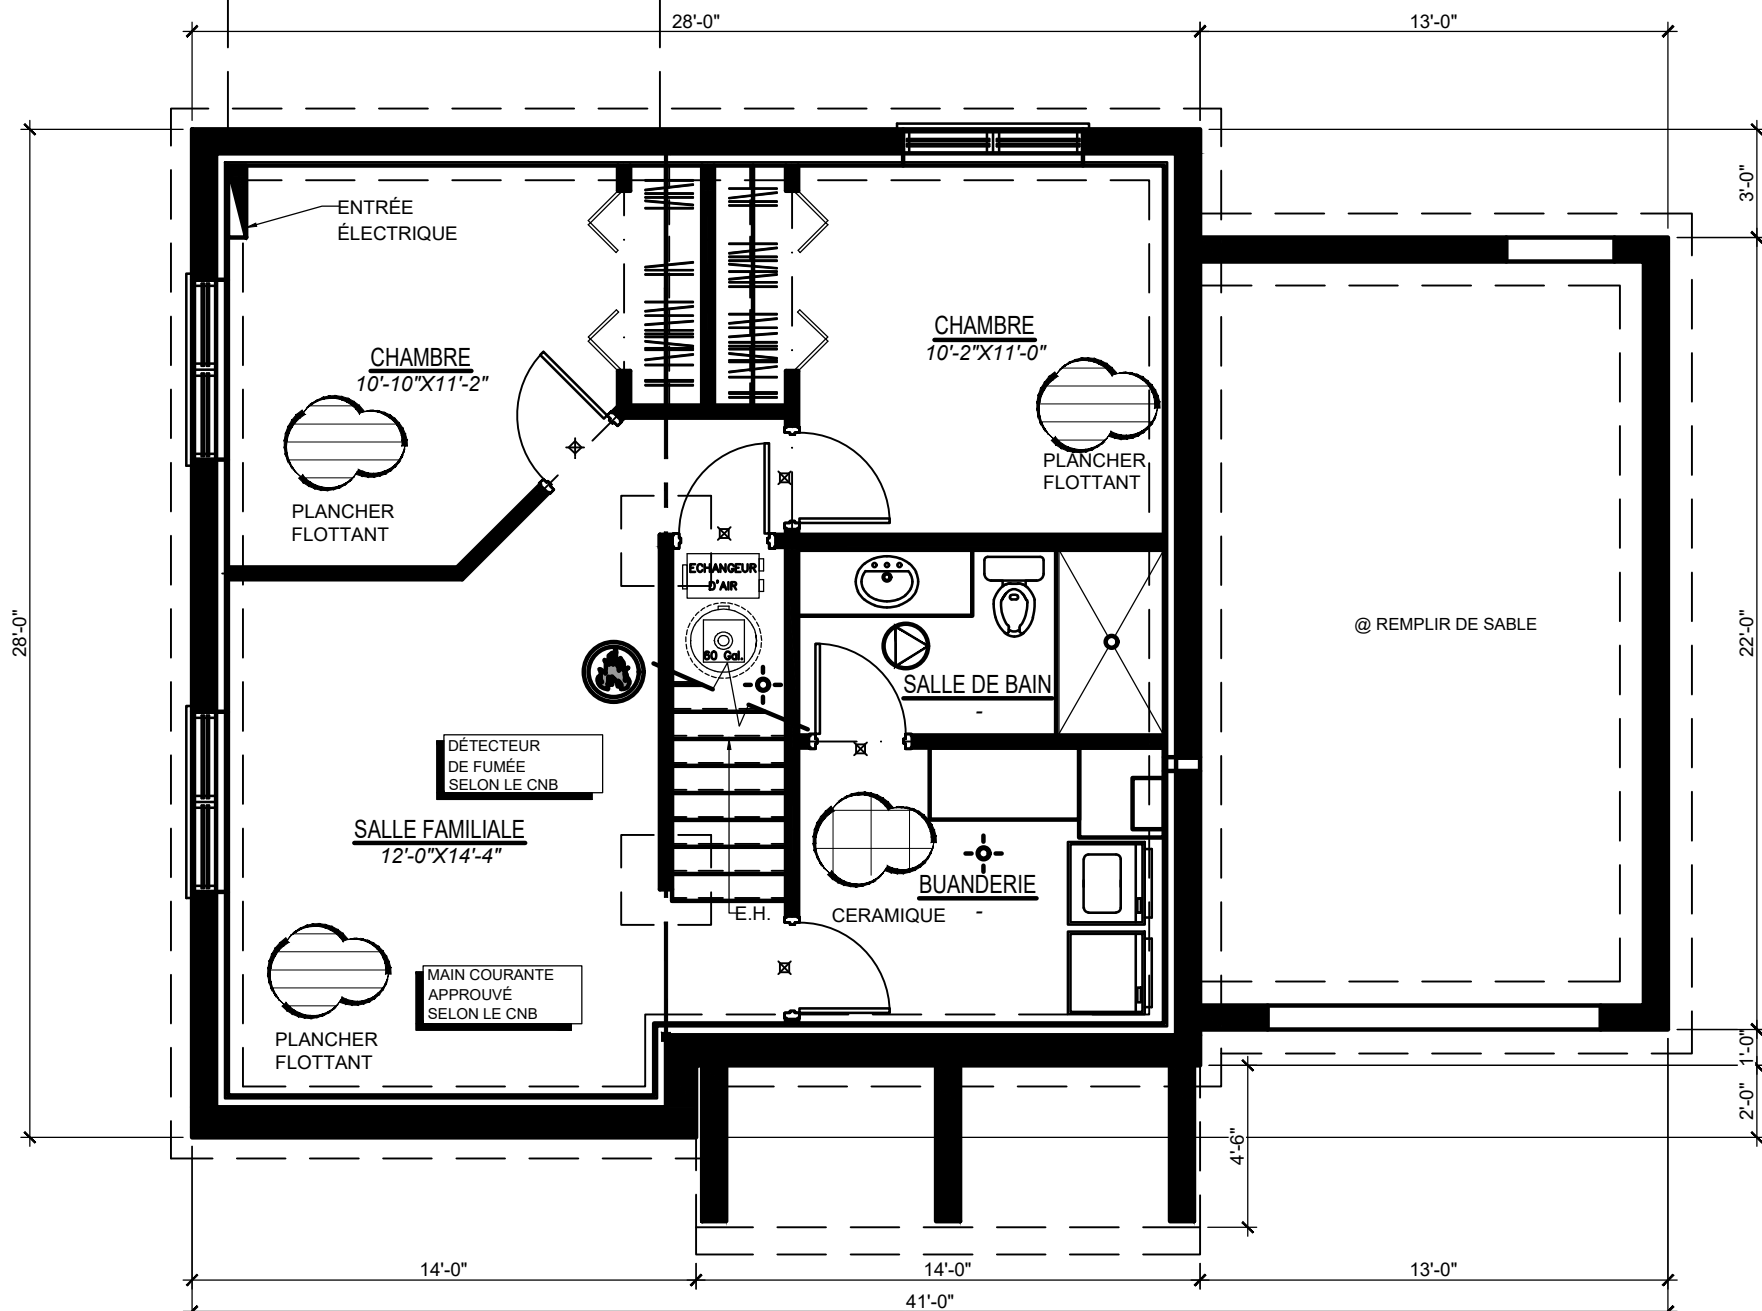 28'-0"
13'-0"
3'-0"
ENTRÉE
ÉLECTRIQUE
CHAMBRE
10'-10"X11'-2"
CHAMBRE
10'-2"X11'-0"
PLANCHER
FLOTTANT
PLANCHER
FLOTTANT
ECHANGEUR
D'AIR
60 Gal.
28'-0"
@ REMPLIR DE SABLE
22'-0"
SALLE DE BAIN
-
DÉTECTEUR
DE FUMÉE
SELON LE CNB
SALLE FAMILIALE
12'-0"X14'-4"
BUANDERIE
-
E.H.
CERAMIQUE
MAIN COURANTE
APPROUVÉ
SELON LE CNB
PLANCHER
FLOTTANT
1'-0"
2'-0"
4'-6"
14'-0"
14'-0"
13'-0"
41'-0"